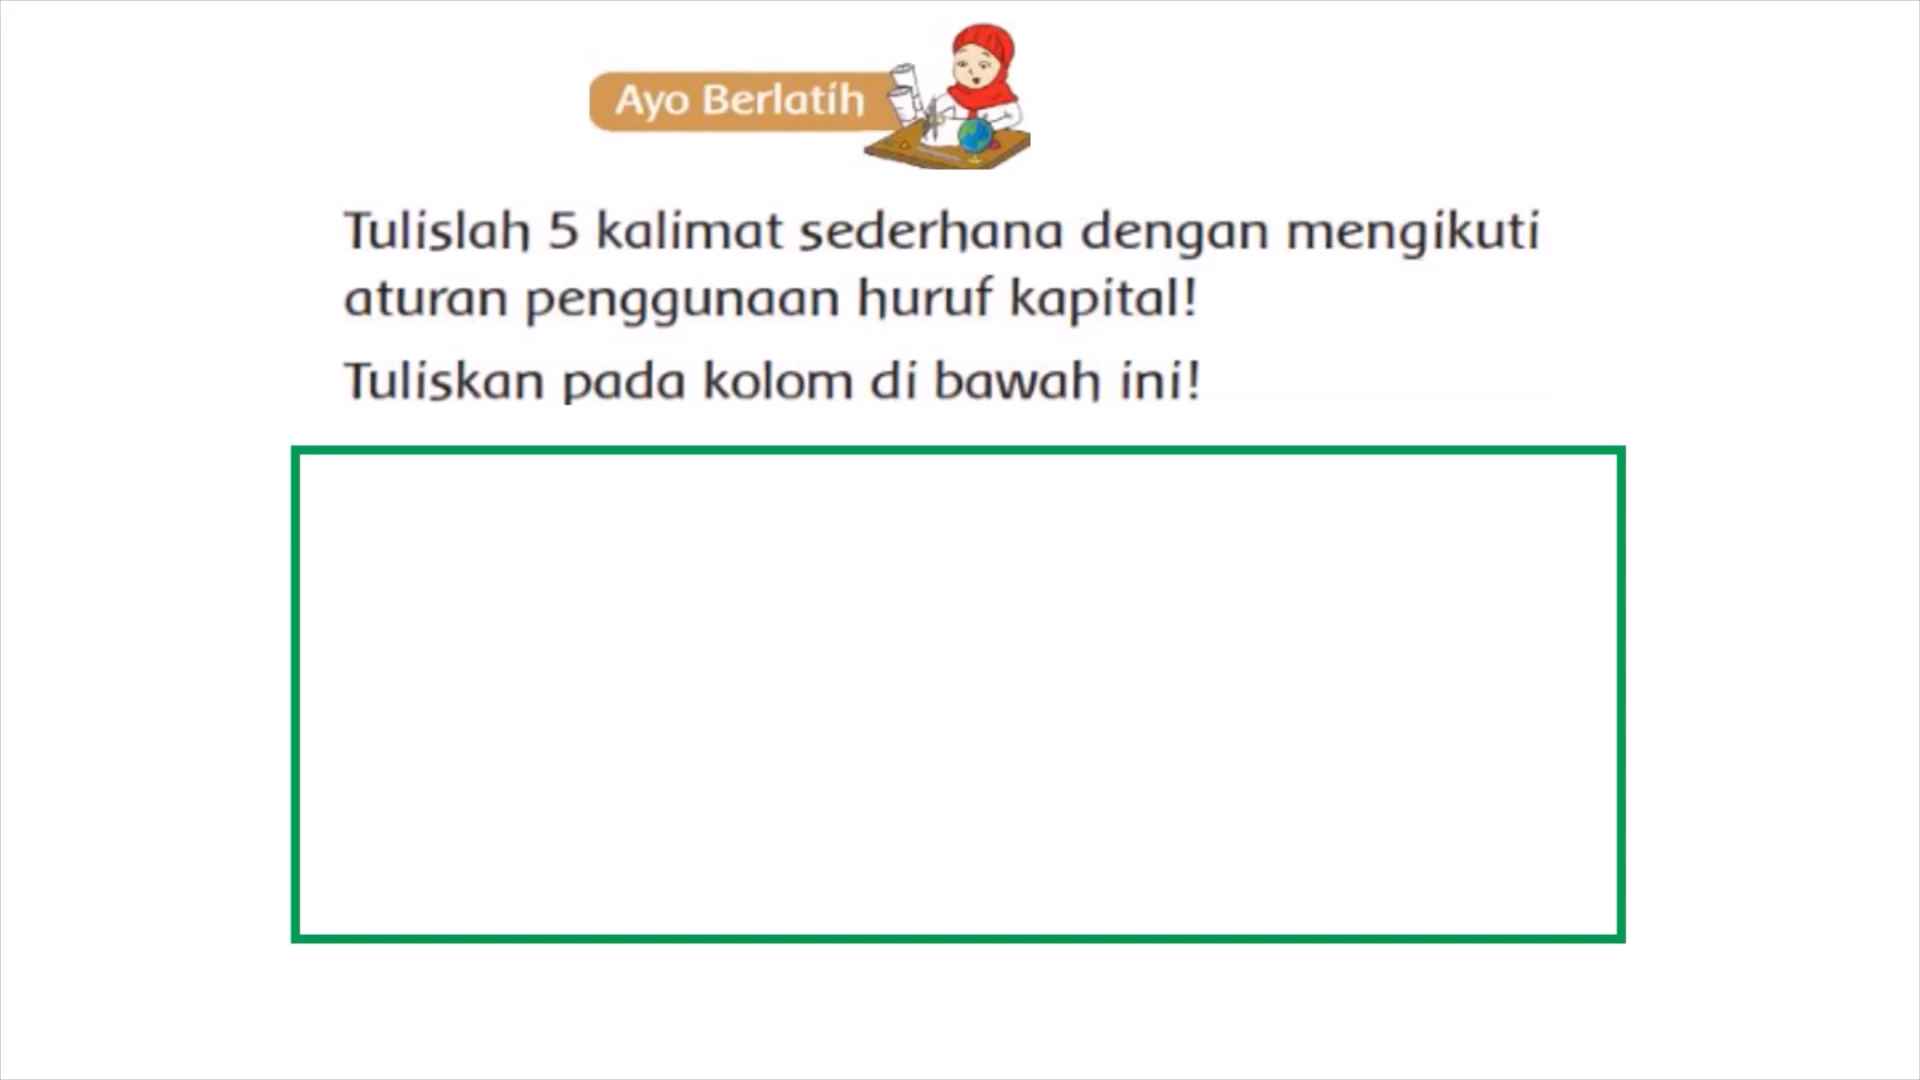 Ayo Berlatih
Tulislah 5 kalimat sederhana dengan mengikuti
aturan penggunaan huruf kapital!
Tuliskan pada kolom di bawah ini!